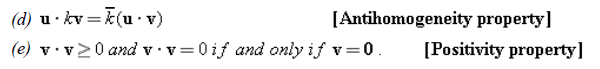 (d) u · kv = k̅(u · v) [Antihomogeneity property]
(e) v · v ≥ 0 and v · v = 0 if and only if v = 0 . [Positivity property]